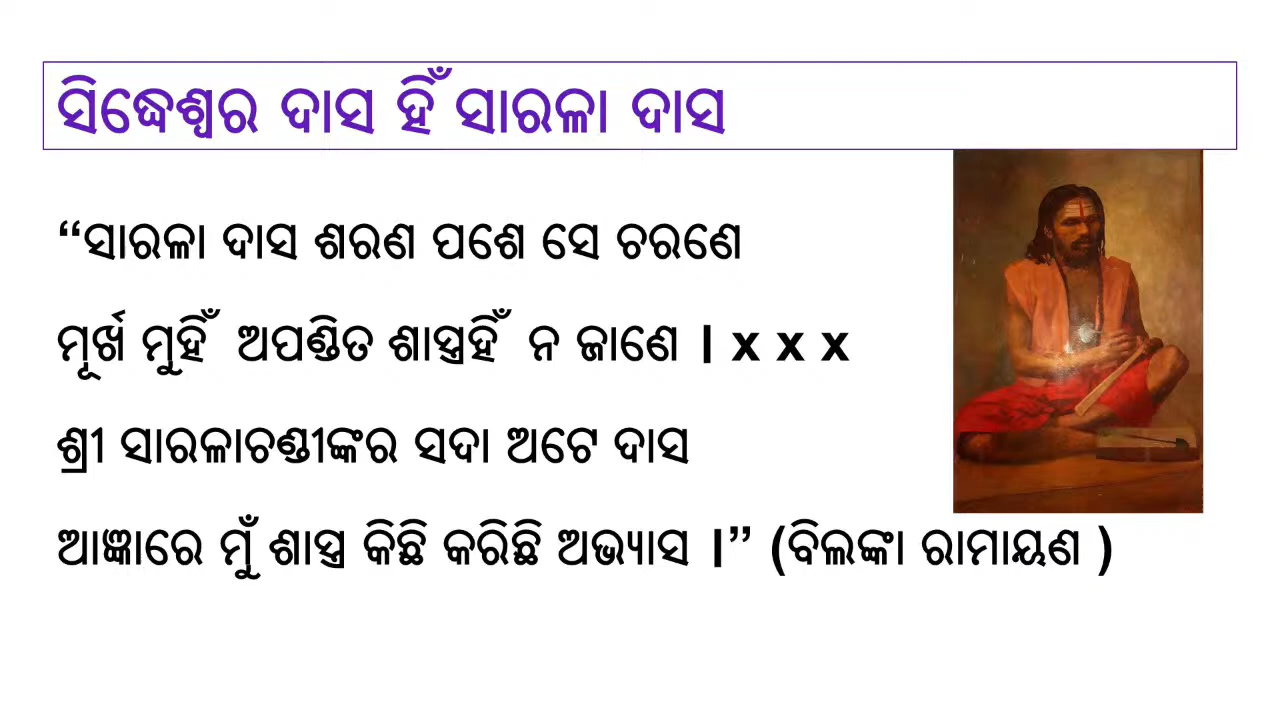 ସିଦ୍ଧେଶ୍ୱର ଦାସ ହିଁ ସାରଳା ଦାସ
“ସାରଳା ଦାସ ଶରଣ ପଶେ ସେ ଚରଣେ
ମୂର୍ଖ ମୁହିଁ ଅପଣ୍ଡିତ ଶାସ୍ତ୍ରହିଁ ନ ଜାଣେ | x x x
ଶ୍ରୀ ସାରଳାଚଣ୍ଡୀଙ୍କର ସଦା ଅଟେ ଦାସ
ଆଜ୍ଞାରେ ମୁଁ ଶାସ୍ତ୍ର କିଛି କରିଛି ଅଭ୍ୟାସ |” (ବିଲଙ୍କା ରାମାୟଣ )